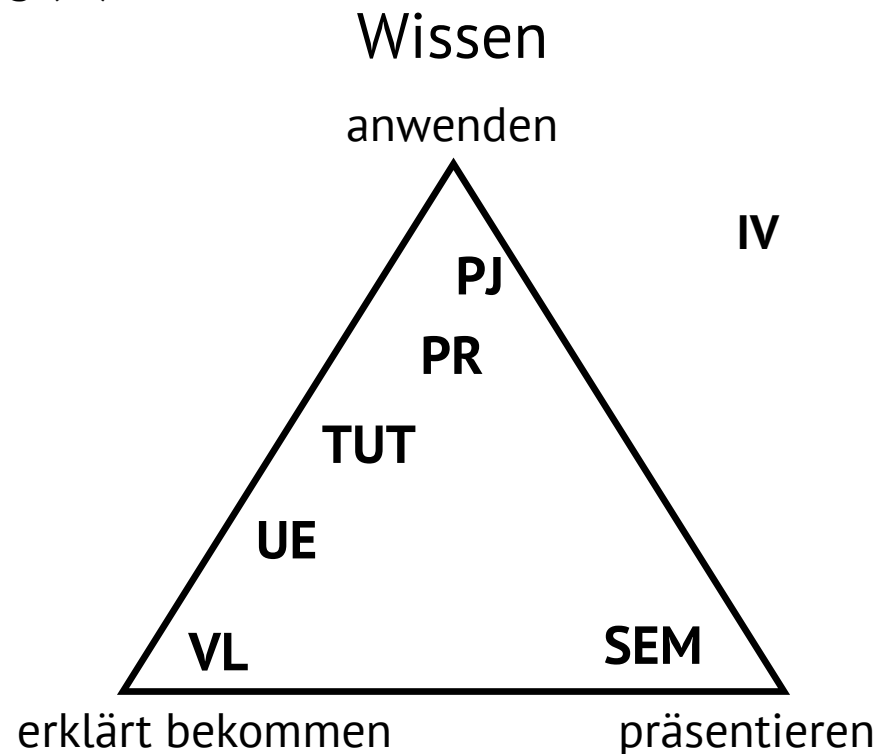 Wissen
anwenden
IV
PJ
PR
TUT
UE
VL
SEM
erklärt bekommen
präsentieren